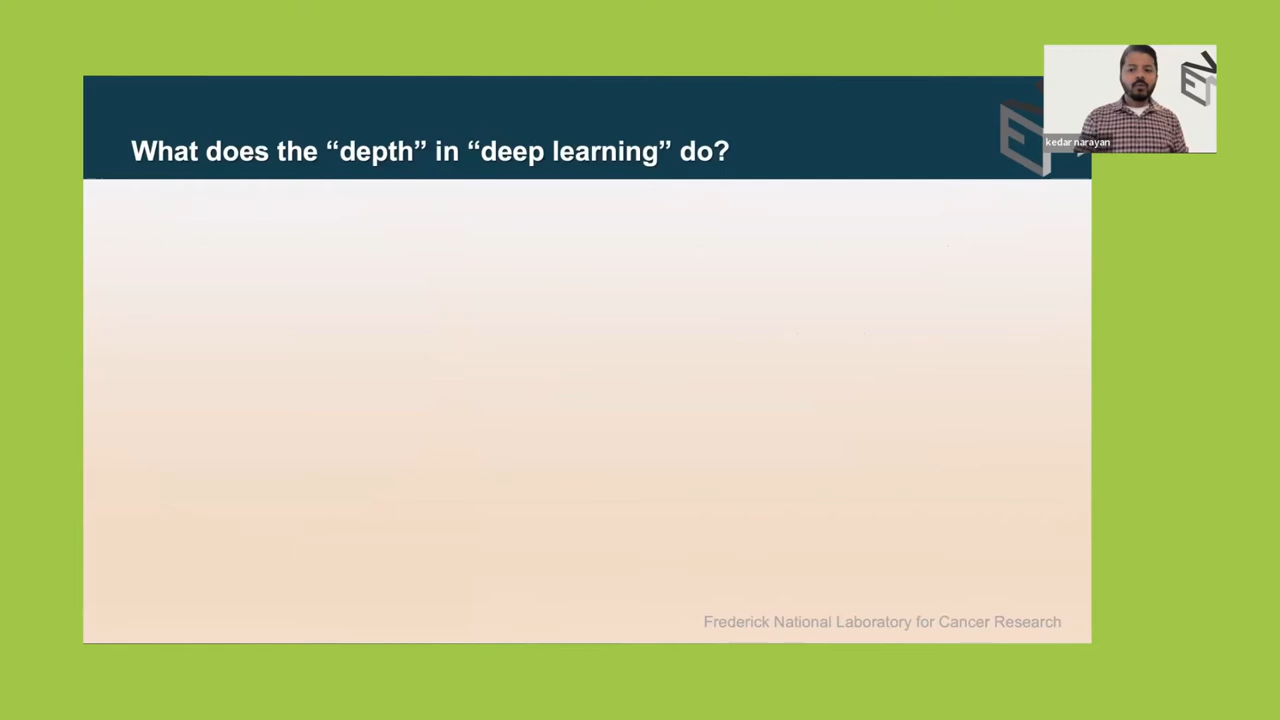 What does the “depth” in “deep learning” do?
kedar narayan
Frederick National Laboratory for Cancer Research